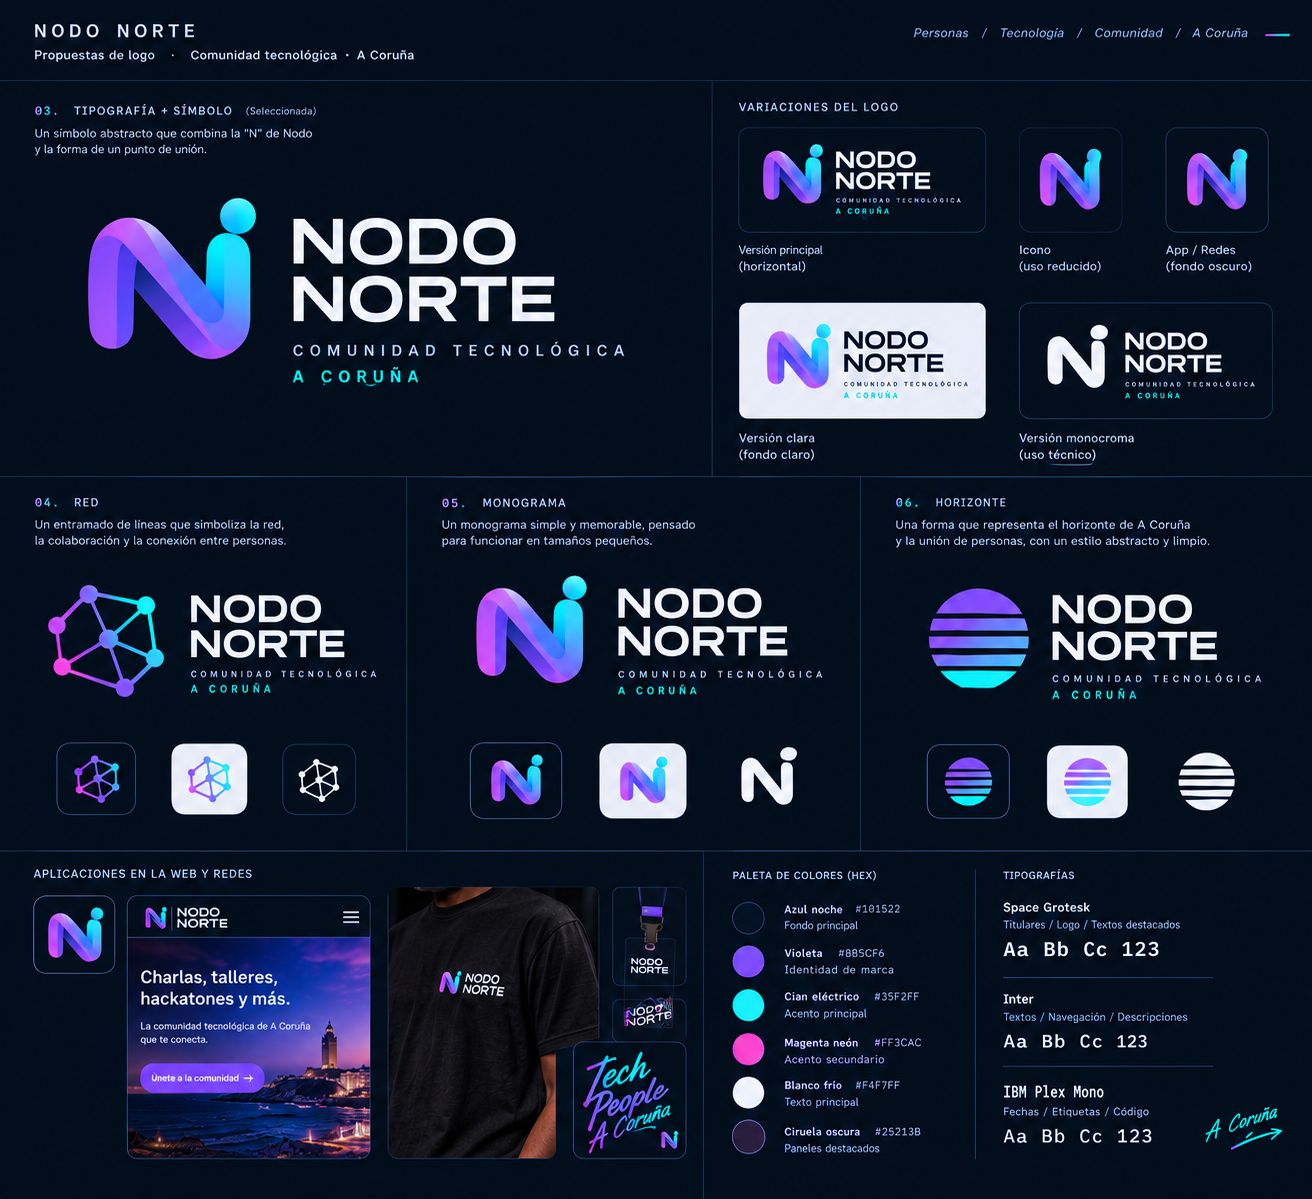 NODO NORTE
Propuestas de logo · Comunidad tecnológica · A Coruña
Personas / Tecnología / Comunidad / A Coruña
03. TIPOGRAFÍA + SÍMBOLO (Seleccionada)
Un símbolo abstracto que combina la "N" de Nodo
y la forma de un punto de unión.
NODO
NORTE
COMUNIDAD TECNOLÓGICA
A CORUÑA
VARIACIONES DEL LOGO
NODO
NORTE
COMUNIDAD TECNOLÓGICA
A CORUÑA
Versión principal
(horizontal)
Icono
(uso reducido)
App / Redes
(fondo oscuro)
NODO
NORTE
COMUNIDAD TECNOLÓGICA
A CORUÑA
Versión clara
(fondo claro)
NODO
NORTE
COMUNIDAD TECNOLÓGICA
A CORUÑA
Versión monocroma
(uso técnico)
04. RED
Un entramado de líneas que simboliza la red,
la colaboración y la conexión entre personas.
NODO
NORTE
COMUNIDAD TECNOLÓGICA
A CORUÑA
05. MONOGRAMA
Un monograma simple y memorable, pensado
para funcionar en tamaños pequeños.
NODO
NORTE
COMUNIDAD TECNOLÓGICA
A CORUÑA
06. HORIZONTE
Una forma que representa el horizonte de A Coruña
y la unión de personas, con un estilo abstracto y limpio.
NODO
NORTE
COMUNIDAD TECNOLÓGICA
A CORUÑA
APLICACIONES EN LA WEB Y REDES
NODO
NORTE
Charlas, talleres,
hackatones y más.
La comunidad tecnológica de A Coruña
que te conecta.
Únete a la comunidad →
NODO
NORTE
NODO
NORTE
NODO
NORTE
Tech
People
A Coruña
PALETA DE COLORES (HEX)
Azul noche #101522
Fondo principal
Violeta #8B5CF6
Identidad de marca
Cian eléctrico #35F2FF
Acento principal
Magenta neón #FF3CAC
Acento secundario
Blanco frío #F4F7FF
Texto principal
Ciruela oscura #25213B
Paneles destacados
TIPOGRAFÍAS
Space Grotesk
Titulares / Logo / Textos destacados
Aa Bb Cc 123
Inter
Textos / Navegación / Descripciones
Aa Bb Cc 123
IBM Plex Mono
Fechas / Etiquetas / Código
Aa Bb Cc 123
A Coruña